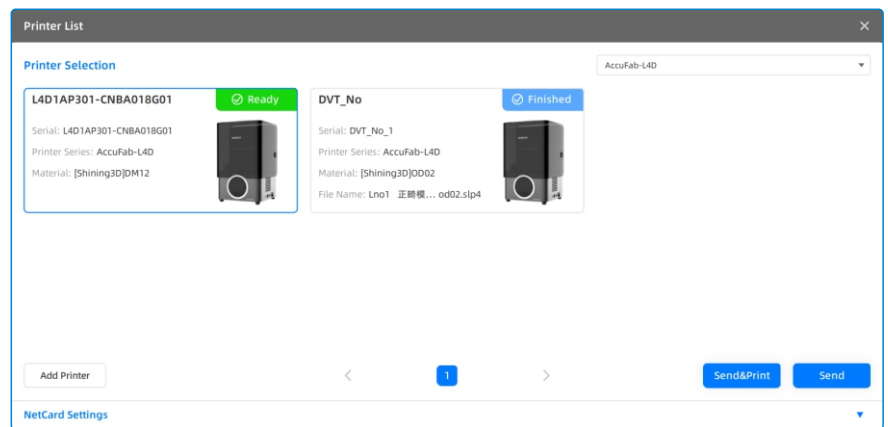 Printer List
Printer Selection
AccuFab-L4D
L4D1AP301-CNBA018G01
Ready
Serial: L4D1AP301-CNBA018G01
Printer Series: AccuFab-L4D
Material: [Shining3D]DM12
DVT_No
Finished
Serial: DVT_No_1
Printer Series: AccuFab-L4D
Material: [Shining3D]OD02
File Name: Lno1 正畸模... od02.slp4
Add Printer
1
Send&Print
Send
NetCard Settings